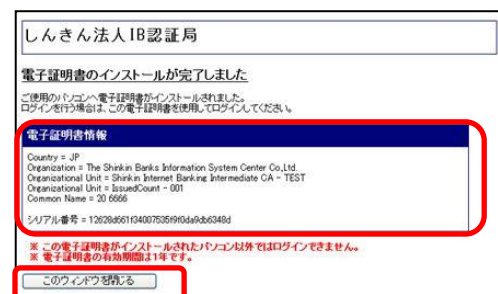 しんきん法人IB認証局
電子証明書のインストールが完了しました
ご使用のパソコンへ電子証明書がインストールされました。
ログインを行う場合は、この電子証明書を使用してログインしてください。
電子証明書情報
Country = JP
Organization = The Shinkin Banks Information System Center Co.,Ltd.
Organizational Unit = Shinkin Internet Banking Intermediate CA - TEST
Organizational Unit = IssuedCount - 001
Common Name = 20 6666
シリアル番号 =
※ この電子証明書がインストールされたパソコン以外ではログインできません。
※ 電子証明書の有効期間は1年です。
このウィンドウを閉じる